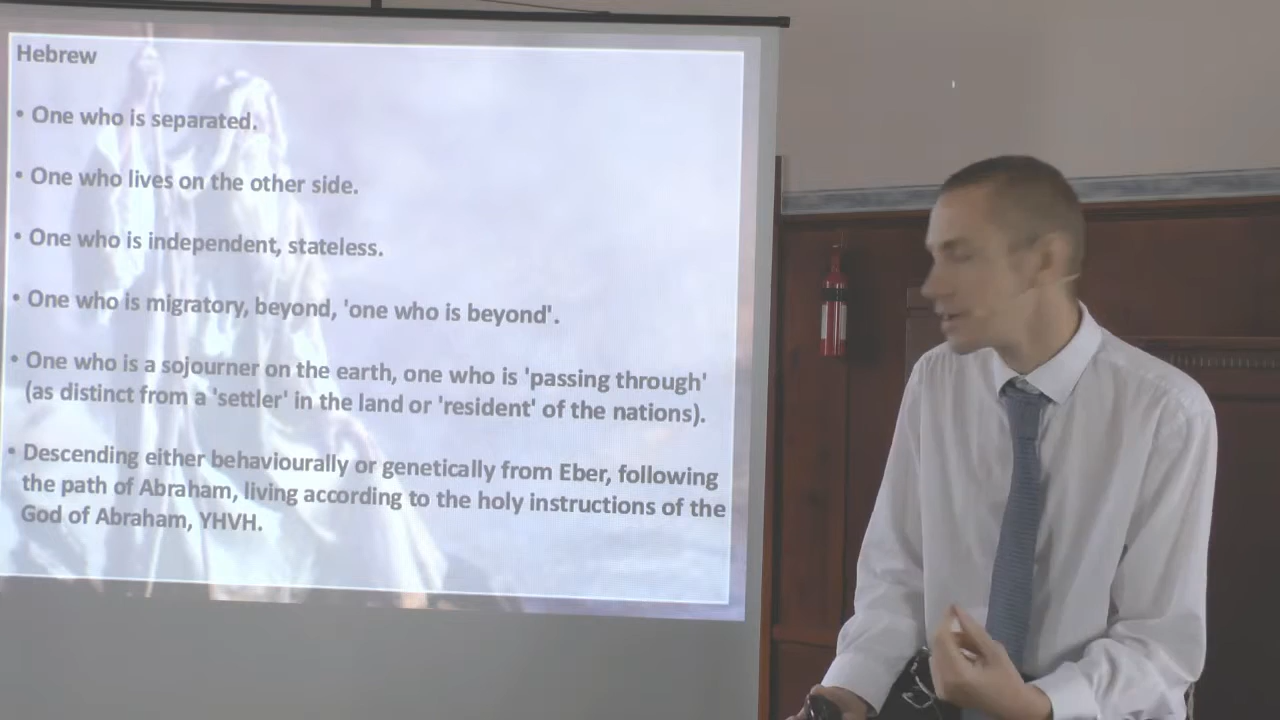 Hebrew
• One who is separated.
• One who lives on the other side.
• One who is independent, stateless.
• One who is migratory, beyond, 'one who is beyond'.
• One who is a sojourner on the earth, one who is 'passing through'
(as distinct from a 'settler' in the land or 'resident' of the nations).
• Descending either behaviourally or genetically from Eber, following
the path of Abraham, living according to the holy instructions of the
God of Abraham, YHVH.